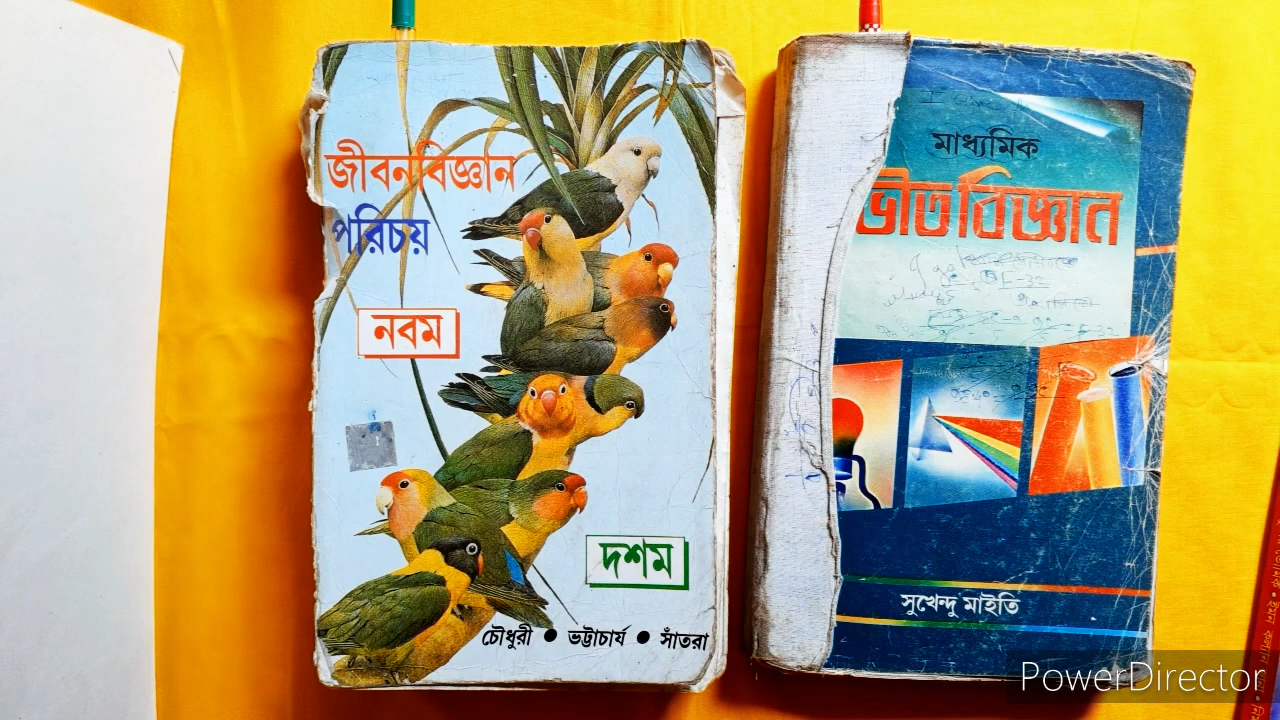 জীবনবিজ্ঞান
পরিচয়
নবম
দশম
চৌধুরী • ভট্টাচার্য • সাঁতরা
মাধ্যমিক
ভৌতবিজ্ঞান
সুখেন্দু মাইতি
PowerDirector